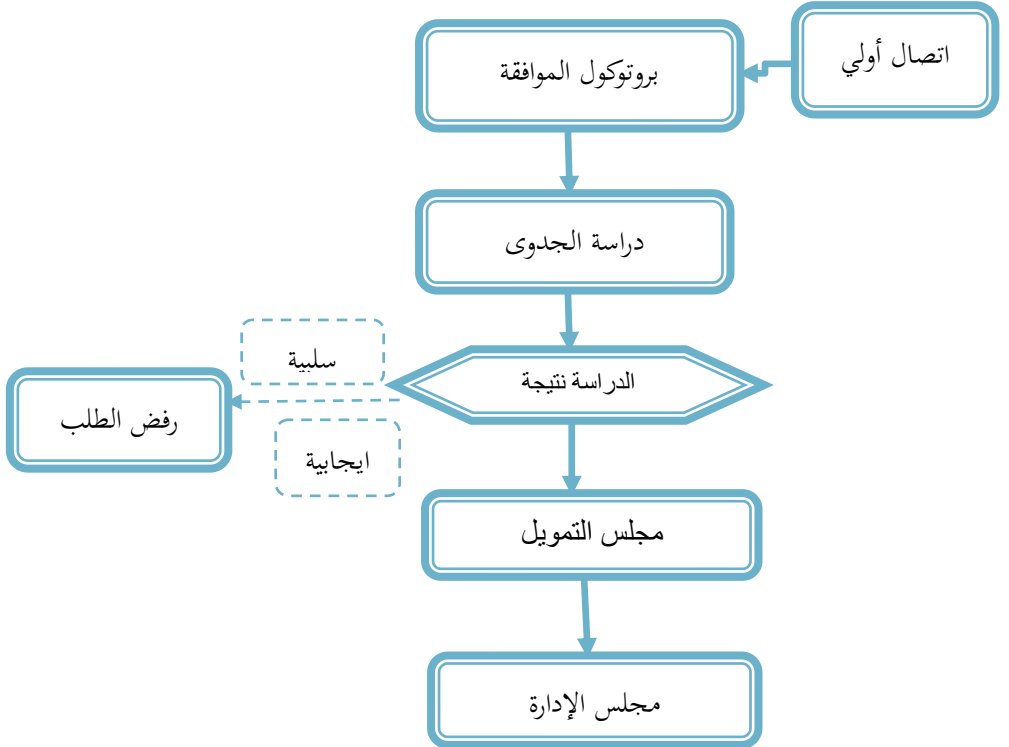 اتصال أولي
بروتوكول الموافقة
دراسة الجدوى
سلبية
الدراسة نتيجة
رفض الطلب
ايجابية
مجلس التمويل
مجلس الإدارة